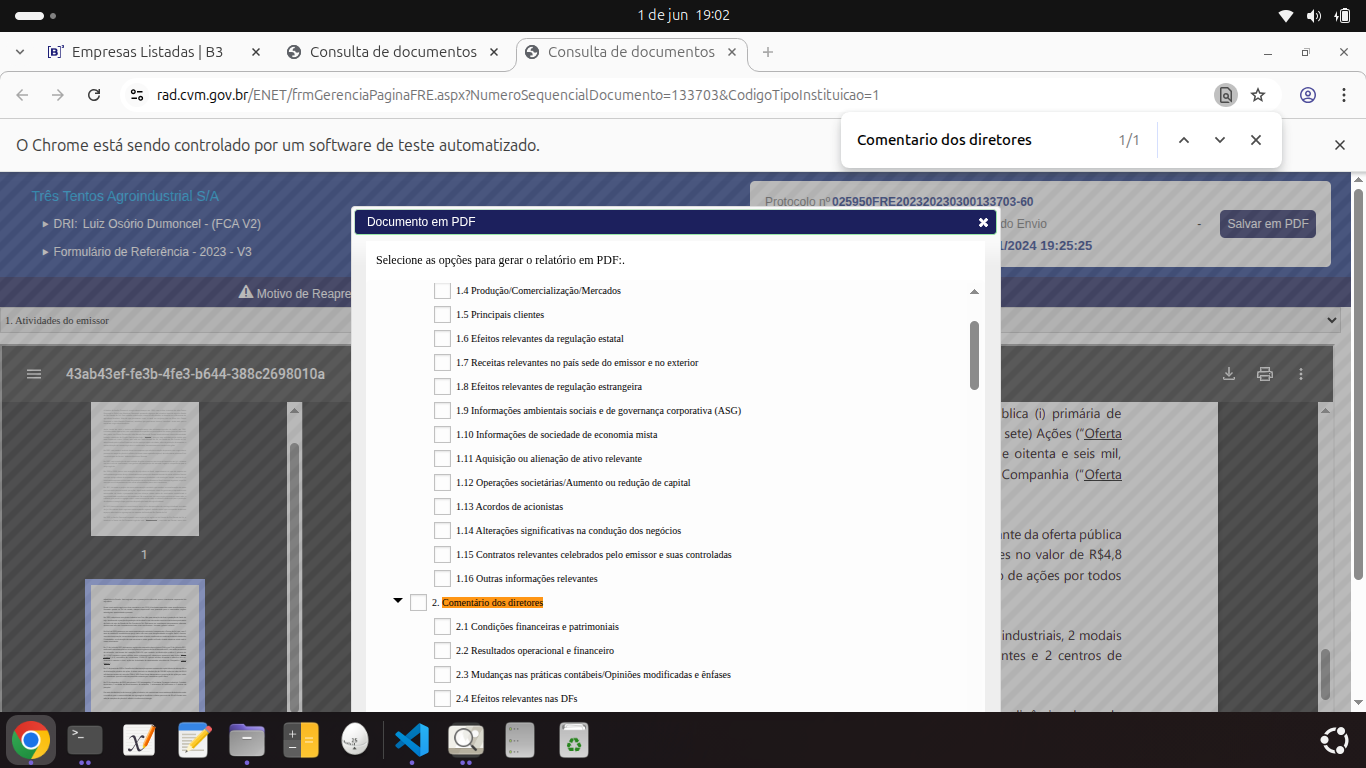 1 de jun 19:02
Empresas Listadas | B3
Consulta de documentos
Consulta de documentos
rad.cvm.gov.br/ENET/frmGerenciaPaginaFRE.aspx?NumeroSequencialDocumento=133703&CodigoTipoInstituicao=1
Comentario dos diretores 1/1
O Chrome está sendo controlado por um software de teste automatizado.
Três Tentos Agroindustrial S/A
DRI: Luiz Osório Dumoncel - (FCA V2)
Formulário de Referência - 2023 - V3
Protocolo nº 025950FRE202320230300133703-60
do Envio -
1/2024 19:25:25
Salvar em PDF
Motivo de Reapre
1. Atividades do emissor
43ab43ef-fe3b-4fe3-b644-388c2698010a
1
Documento em PDF
Selecione as opções para gerar o relatório em PDF:.
1.4 Produção/Comercialização/Mercados
1.5 Principais clientes
1.6 Efeitos relevantes da regulação estatal
1.7 Receitas relevantes no país sede do emissor e no exterior
1.8 Efeitos relevantes de regulação estrangeira
1.9 Informações ambientais sociais e de governança corporativa (ASG)
1.10 Informações de sociedade de economia mista
1.11 Aquisição ou alienação de ativo relevante
1.12 Operações societárias/Aumento ou redução de capital
1.13 Acordos de acionistas
1.14 Alterações significativas na condução dos negócios
1.15 Contratos relevantes celebrados pelo emissor e suas controladas
1.16 Outras informações relevantes
2. Comentário dos diretores
2.1 Condições financeiras e patrimoniais
2.2 Resultados operacional e financeiro
2.3 Mudanças nas práticas contábeis/Opiniões modificadas e ênfases
2.4 Efeitos relevantes nas DFs
blica (i) primária de
sete) Ações ("Oferta
e oitenta e seis mil,
Companhia ("Oferta
nte da oferta pública
es no valor de R$4,8
o de ações por todos
industriais, 2 modais
ntes e 2 centros de